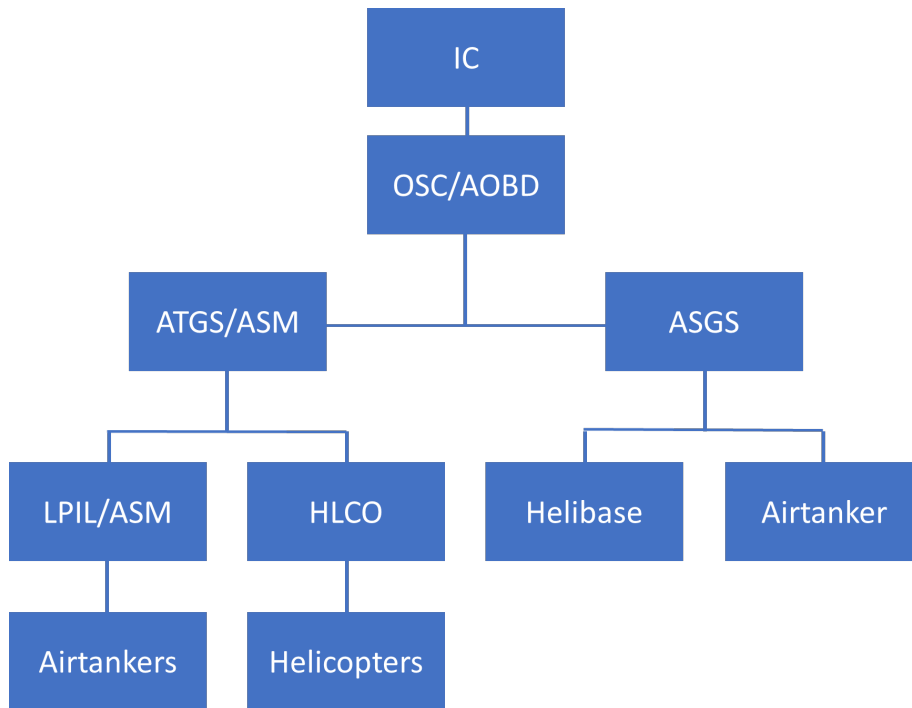 IC
OSC/AOBD
ATGS/ASM
ASGS
LPIL/ASM
HLCO
Helibase
Airtanker
Airtankers
Helicopters